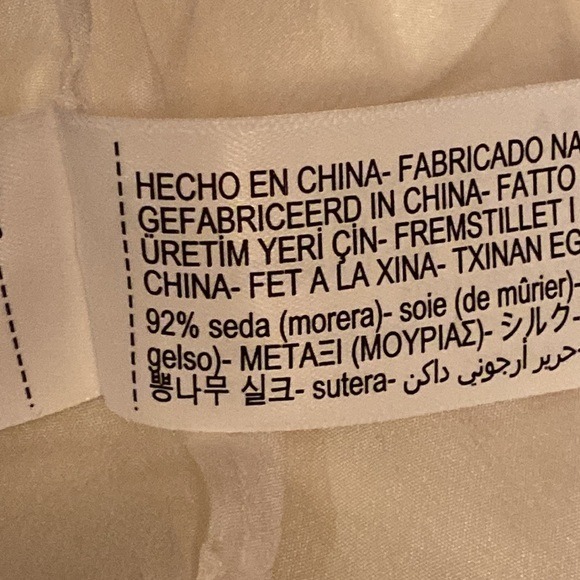 HECHO EN CHINA- FABRICADO NA
GEFABRICEERD IN CHINA- FATTO
ÜRETİM YERİ ÇİN- FREMSTILLET I
CHINA- FET A LA XINA- TXINAN EG
92% seda (morera)- soie (de mûrier)-
gelso)- ΜΕΤΑΞΙ (ΜΟΥΡΙΑΣ)- シルク-
뽕나무 실크- sutera- حرير أرجوني داكن-